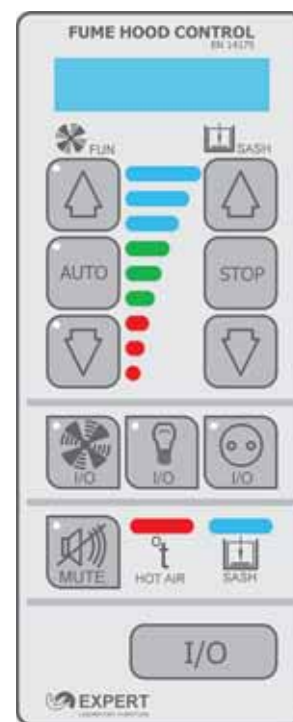 FUME HOOD CONTROL
EN 14175
FUN
SASH
AUTO
STOP
I/O
I/O
I/O
MUTE
HOT AIR
SASH
I/O
EXPERT
LABORATORY FURNITURE